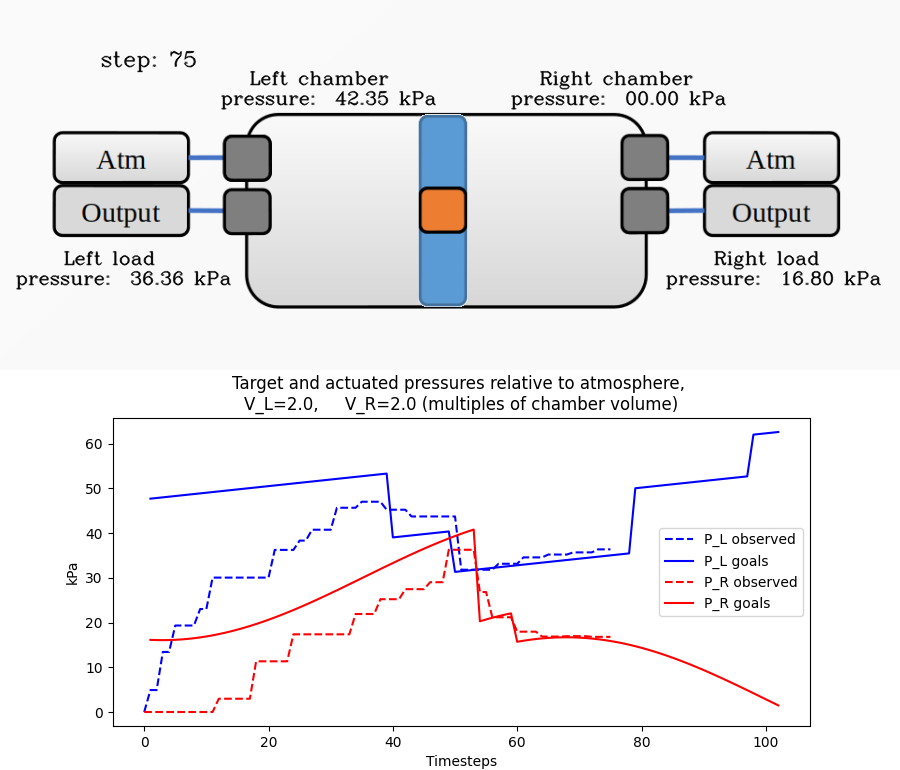 step: 75
Left chamber
pressure: 42.35 kPa
Right chamber
pressure: 00.00 kPa
Atm
Output
Atm
Output
Left load
pressure: 36.36 kPa
Right load
pressure: 16.80 kPa
Target and actuated pressures relative to atmosphere,
V_L=2.0, V_R=2.0 (multiples of chamber volume)
kPa
60
50
40
30
20
10
0
P_L observed
P_L goals
P_R observed
P_R goals
0 20 40 60 80 100
Timesteps